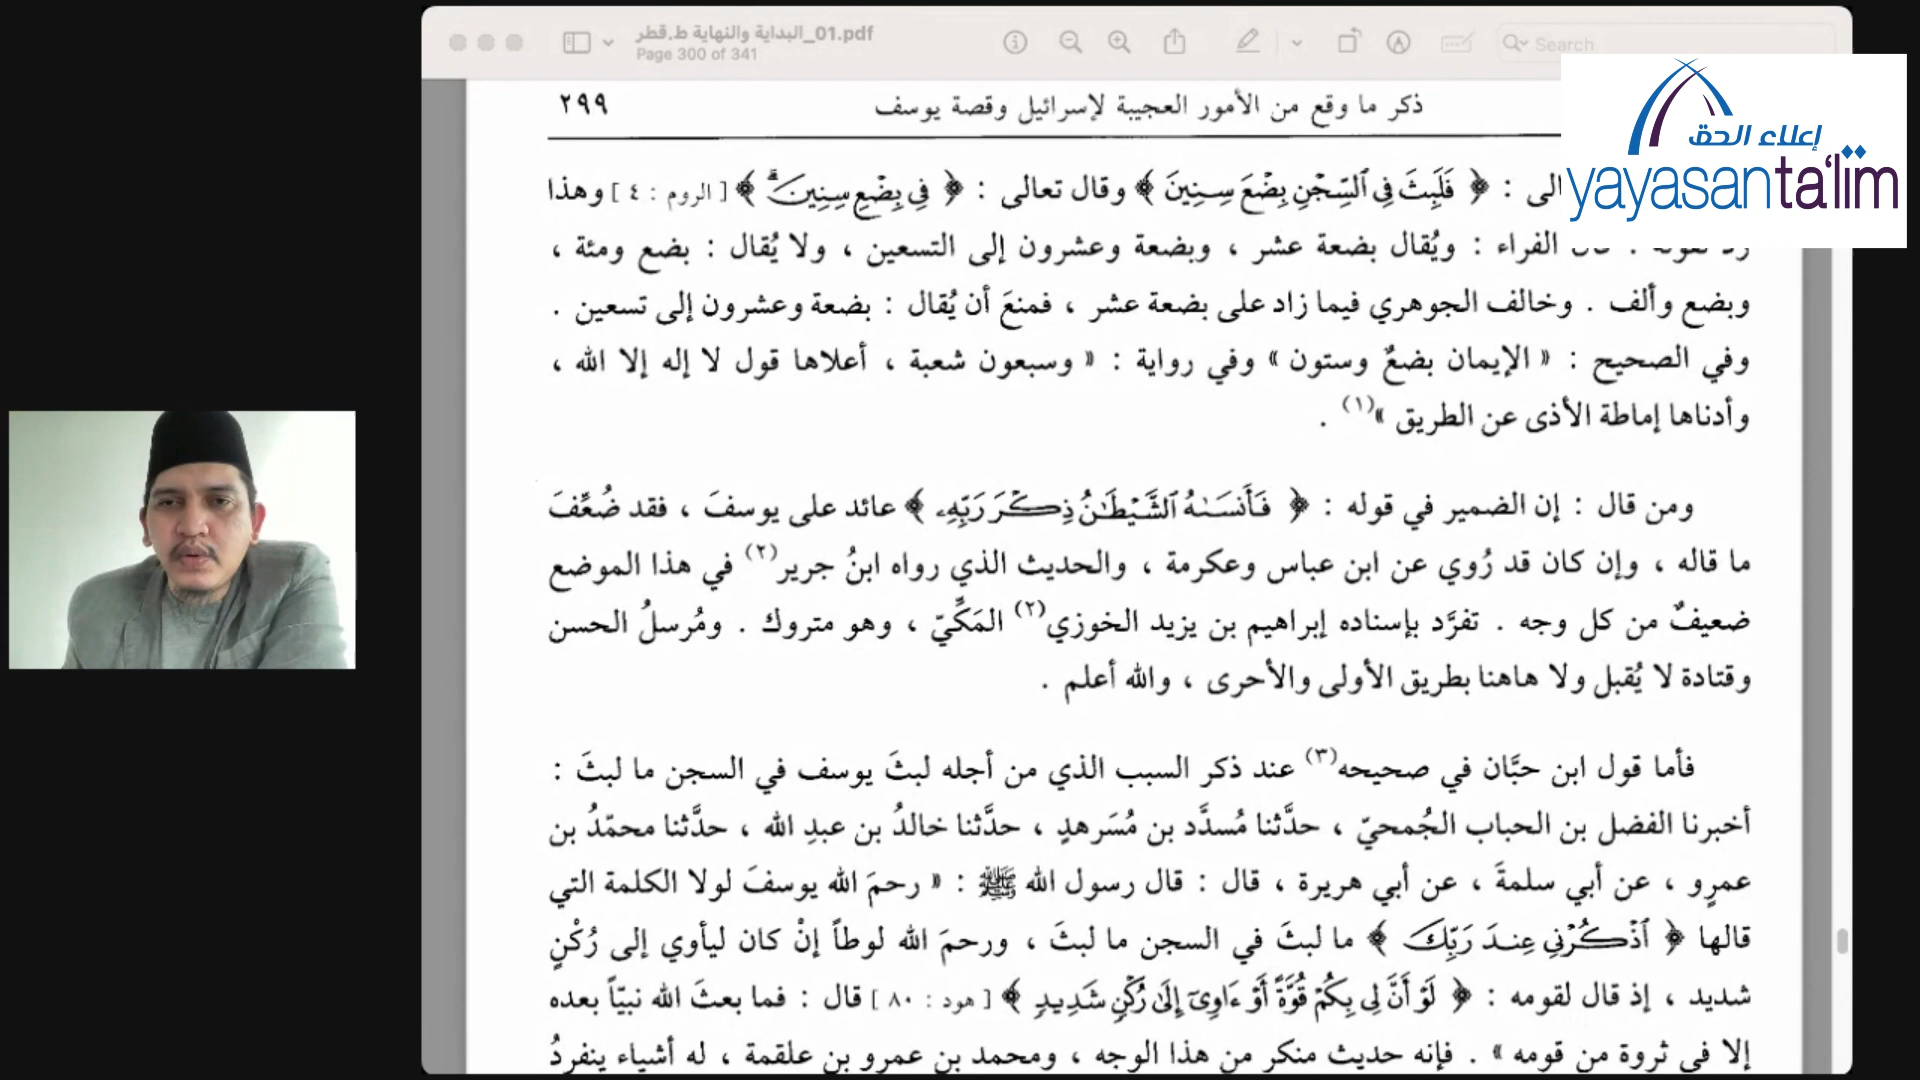 البداية والنهاية ط.قطر_01.pdf
Page 300 of 341
Search
إعلاء الحق
yayasanta'lim
ذكر ما وقع من الأمور العجيبة لإسرائيل وقصة يوسف ٢٩٩
الى : ﴿ فَلَبِثَ فِي ٱلسِّجْنِ بِضْعَ سِنِينَ ﴾ وقال تعالى : ﴿ فِي بِضْعِ سِنِينَ ۗ ﴾ [ الروم : ٤ ] وهذا
الفراء : ويُقال بضعة عشر ، وبضعة وعشرون إلى التسعين ، ولا يُقال : بضع ومئة ،
وبضع وألف . وخالف الجوهري فيما زاد على بضعة عشر ، فمنعَ أن يُقال : بضعة وعشرون إلى تسعين .
وفي الصحيح : « الإيمان بضعٌ وستون » وفي رواية : « وسبعون شعبة ، أعلاها قول لا إله إلا الله ،
وأدناها إماطة الأذى عن الطريق »(١) .
ومن قال : إن الضمير في قوله : ﴿ فَأَنسَىٰهُ ٱلشَّيْطَٰنُ ذِكْرَ رَبِّهِۦ ﴾ عائد على يوسفَ ، فقد ضُعِّفَ
ما قاله ، وإن كان قد رُوي عن ابن عباس وعكرمة ، والحديث الذي رواه ابنُ جرير(٢) في هذا الموضع
ضعيفٌ من كل وجه . تفرَّد بإسناده إبراهيم بن يزيد الخوزي(٢) المَكِّيّ ، وهو متروك . ومُرسلُ الحسن
وقتادة لا يُقبل ولا هاهنا بطريق الأولى والأحرى ، والله أعلم .
فأما قول ابن حبَّان في صحيحه(٣) عند ذكر السبب الذي من أجله لبثَ يوسف في السجن ما لبثَ :
أخبرنا الفضل بن الحباب الجُمحيّ ، حدَّثنا مُسدَّد بن مُسَرهدٍ ، حدَّثنا خالدُ بن عبدِ الله ، حدَّثنا محمّدُ بن
عمرٍو ، عن أبي سلمةَ ، عن أبي هريرة ، قال : قال رسول الله ﷺ : « رحمَ الله يوسفَ لولا الكلمة التي
قالها ﴿ ٱذْكُرْنِي عِندَ رَبِّكَ ﴾ ما لبثَ في السجن ما لبثَ ، ورحمَ الله لوطاً إنْ كان ليأوي إلى رُكْنٍ
شديد ، إذ قال لقومه : ﴿ لَوْ أَنَّ لِي بِكُمْ قُوَّةً أَوْ ءَاوِيٓ إِلَىٰ رُكْنٍ شَدِيدٍ ﴾ [ هود : ٨٠ ] قال : فما بعثَ الله نبيّاً بعده
إلا في ثروة من قومه » . فإنه حديث منكر من هذا الوجه ، ومحمد بن عمرو بن علقمة ، له أشياء ينفردُ